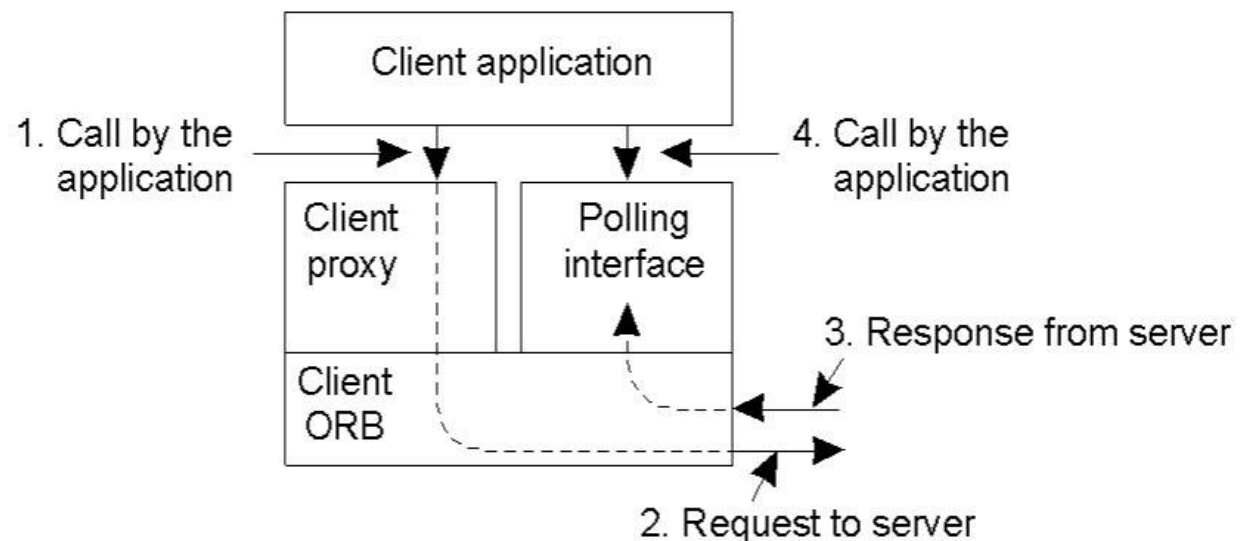 Client application
1. Call by the
application
4. Call by the
application
Client
proxy
Polling
interface
3. Response from server
Client
ORB
2. Request to server